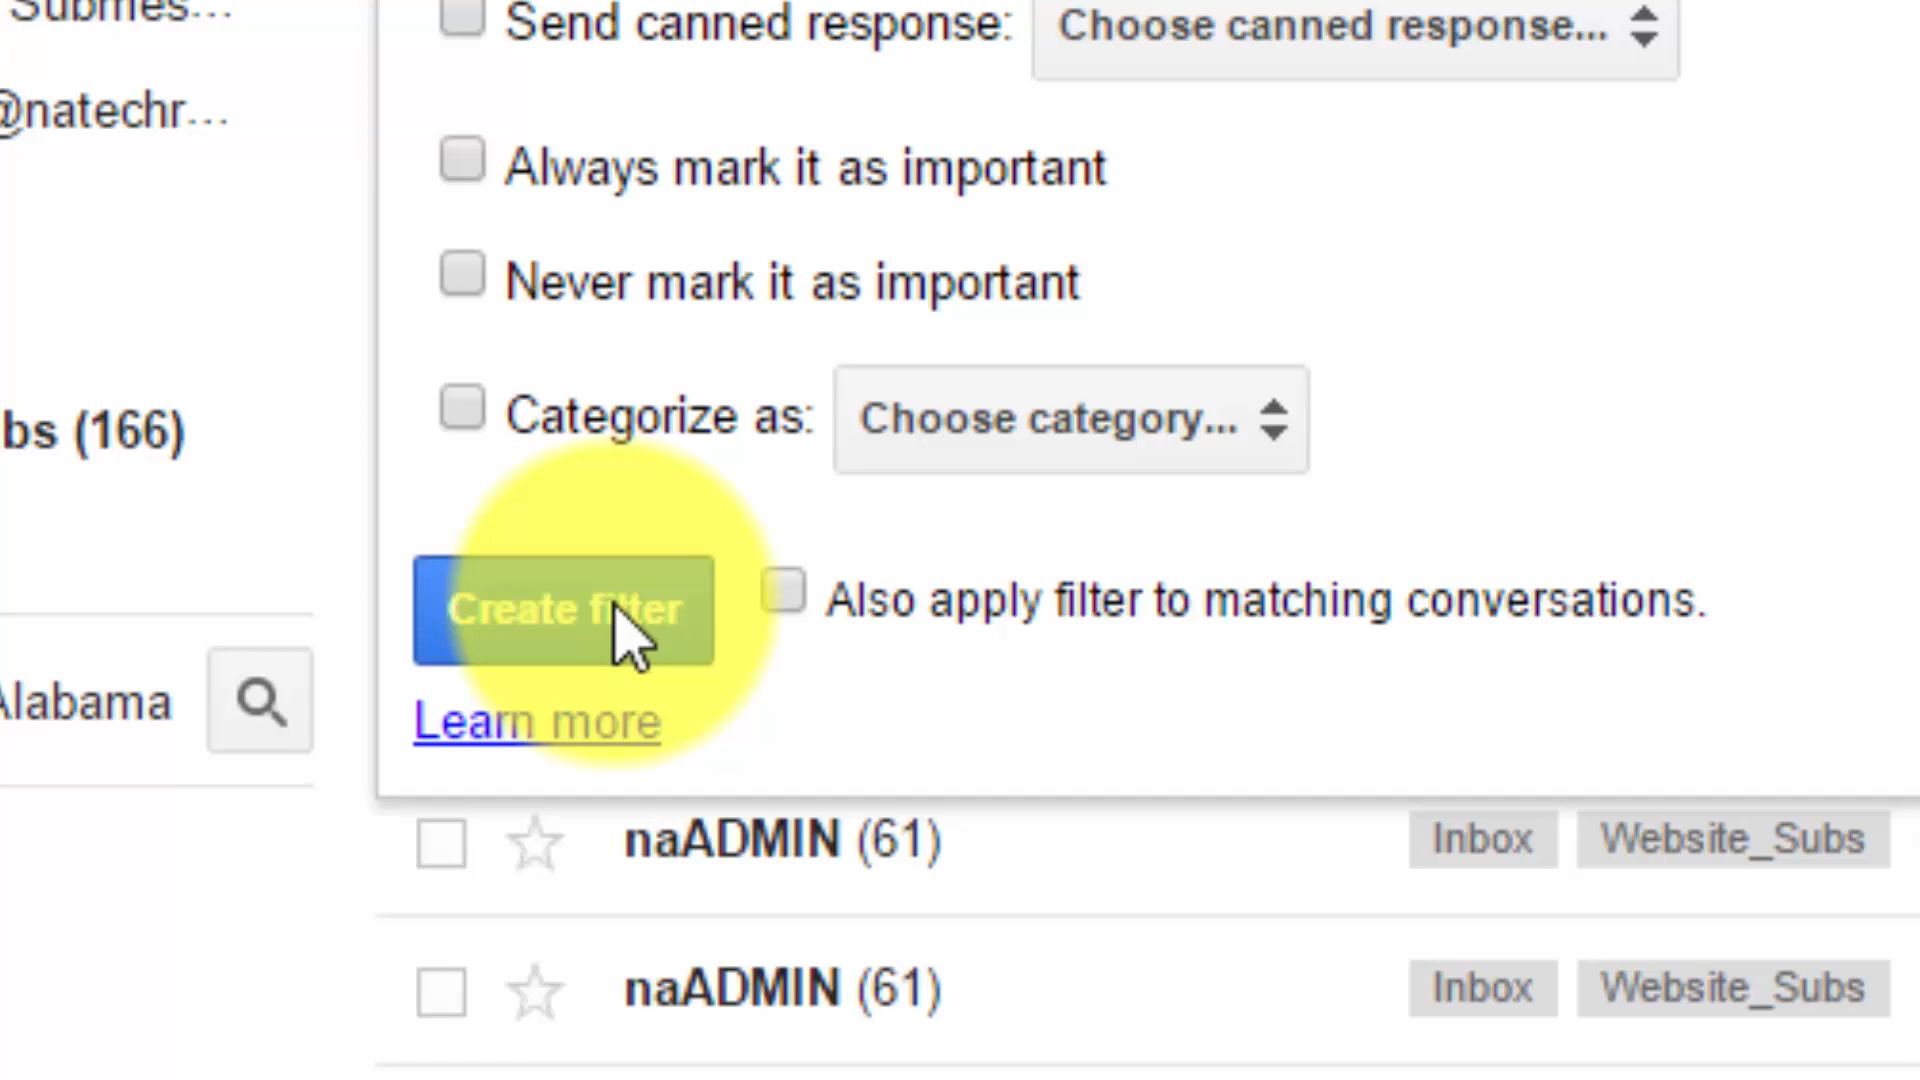 Submes...
Send canned response: Choose canned response...
@natechr...
Always mark it as important
Never mark it as important
Categorize as: Choose category...
bs (166)
Create filter Also apply filter to matching conversations.
Alabama
Learn more
naADMIN (61) Inbox Website_Subs
naADMIN (61) Inbox Website_Subs